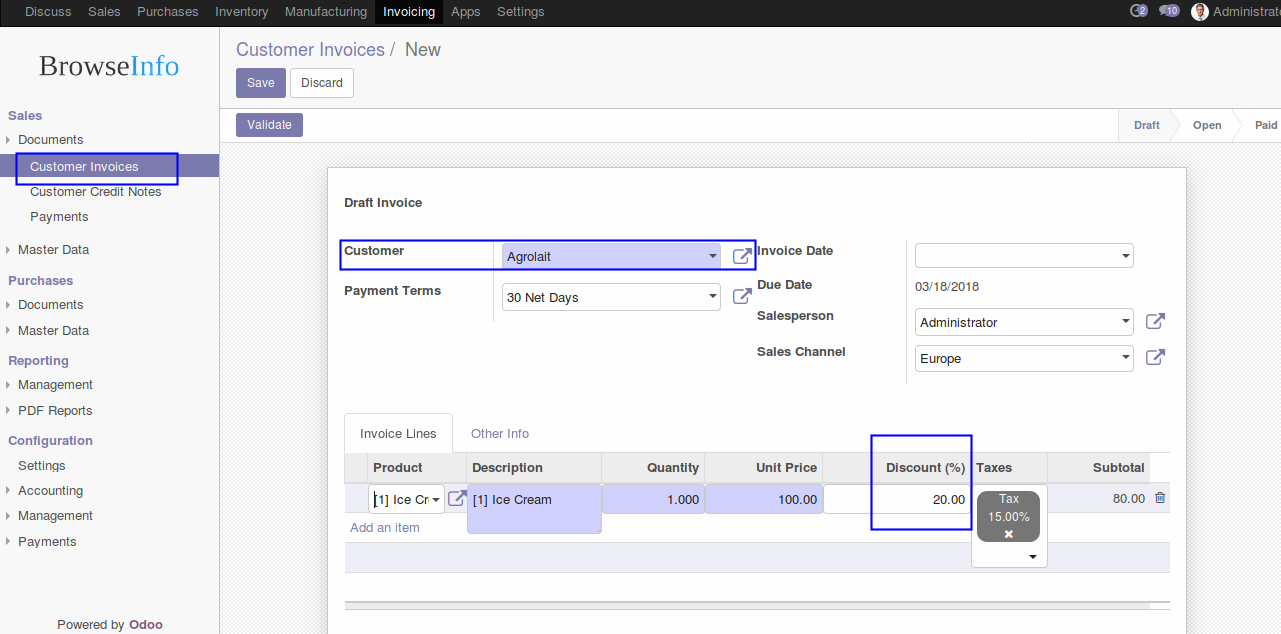 Discuss Sales Purchases Inventory Manufacturing Invoicing Apps Settings 2 10 Administrat
BrowseInfo
Customer Invoices / New
Save Discard
Validate
Draft Open Paid
Sales
Documents
Customer Invoices
Customer Credit Notes
Payments
Master Data
Purchases
Documents
Master Data
Reporting
Management
PDF Reports
Configuration
Settings
Accounting
Management
Payments
Powered by Odoo
Draft Invoice
Customer Agrolait
Payment Terms 30 Net Days
Invoice Date
Due Date 03/18/2018
Salesperson Administrator
Sales Channel Europe
Invoice Lines Other Info
Product Description Quantity Unit Price Discount (%) Taxes Subtotal
[1] Ice Cr [1] Ice Cream 1.000 100.00 20.00 Tax 15.00% 80.00
Add an item